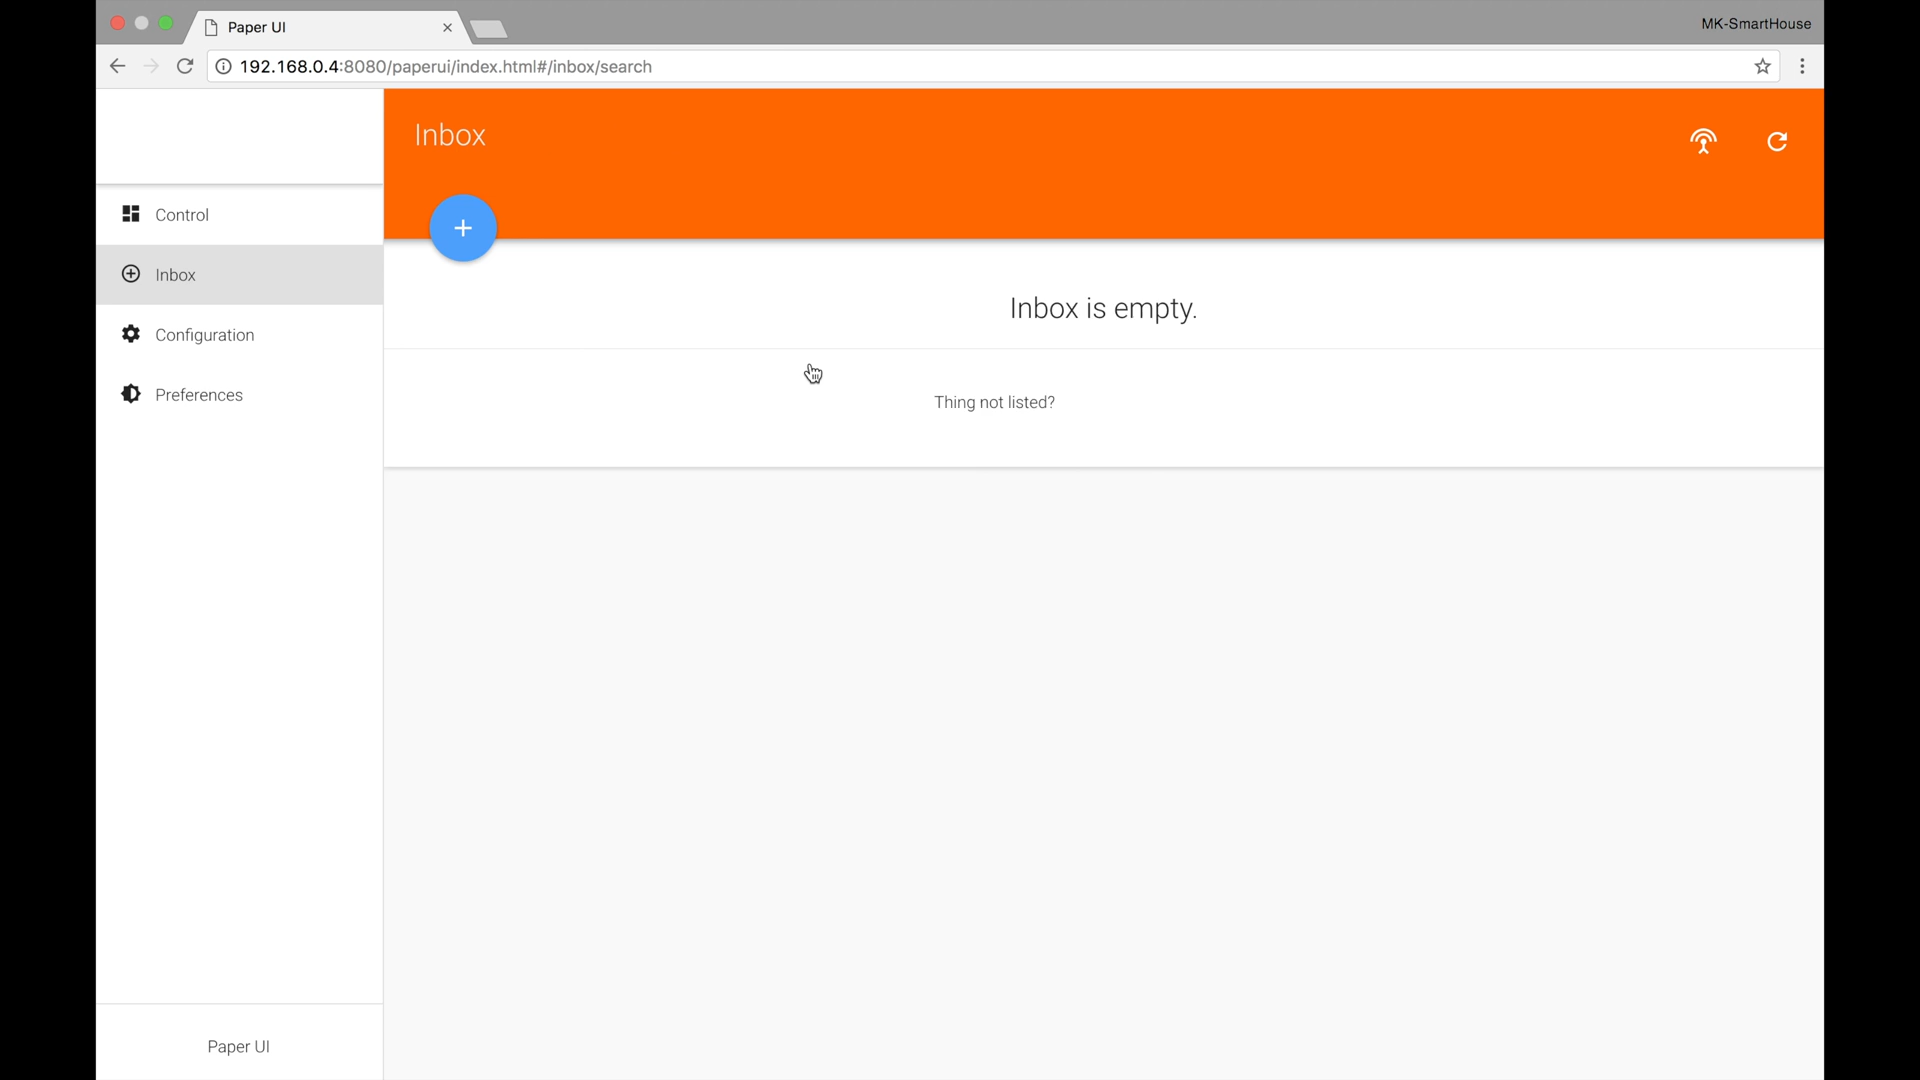 Paper UI
MK-SmartHouse
192.168.0.4:8080/paperui/index.html#/inbox/search
Inbox
Control
Inbox
Configuration
Preferences
Inbox is empty.
Thing not listed?
Paper UI